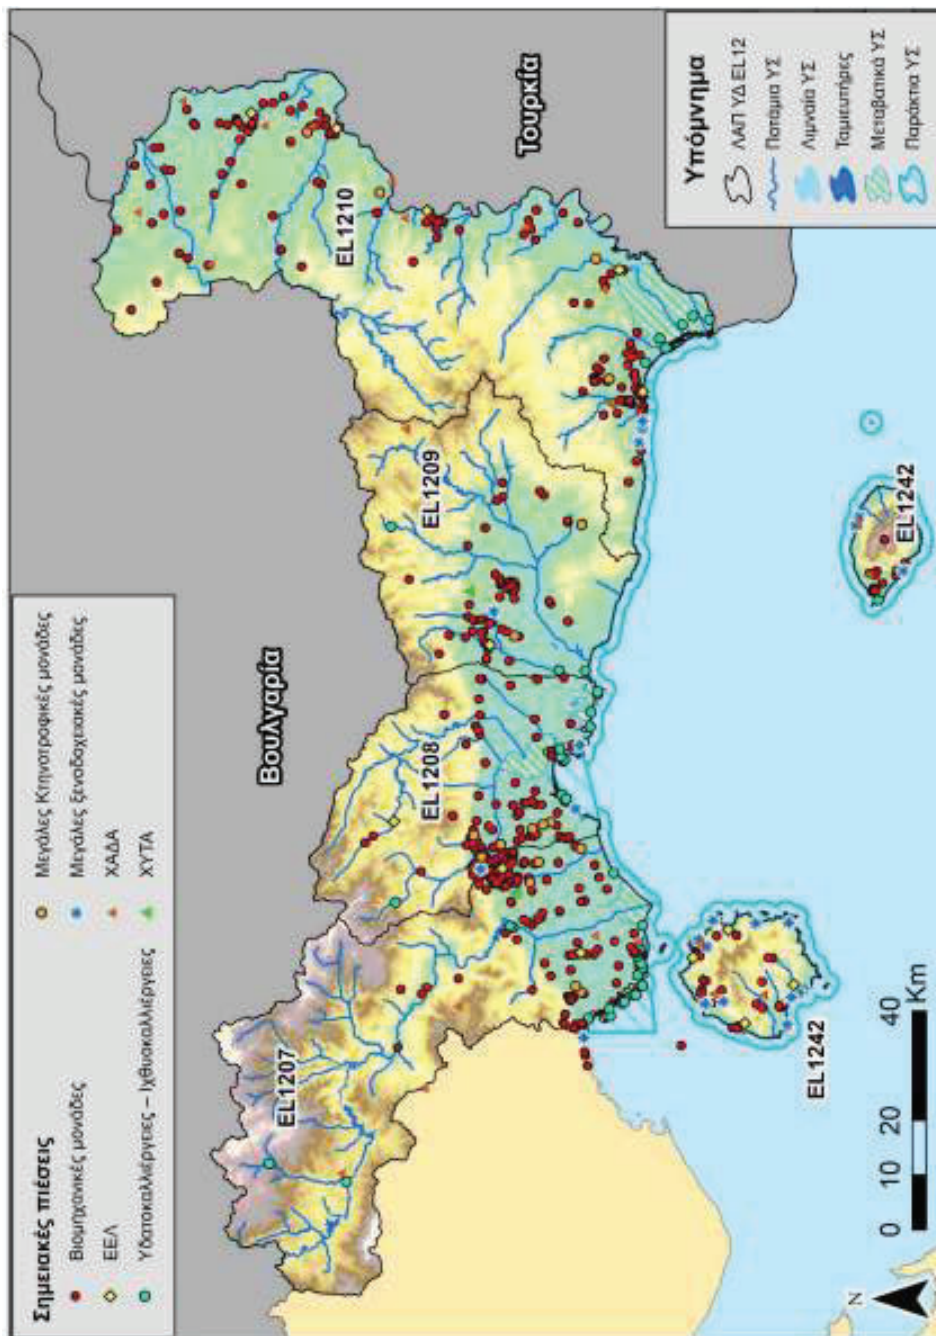 Σημειακές πιέσεις
Βιομηχανικές μονάδες
ΕΕΛ
Υδατοκαλλιέργειες – Ιχθυοκαλλιέργειες
Μεγάλες Κτηνοτροφικές μονάδες
Μεγάλες ξενοδοχειακές μονάδες
ΧΑΔΑ
ΧΥΤΑ
Βουλγαρία
Τουρκία
EL1207
EL1208
EL1209
EL1210
EL1242
EL1242
Υπόμνημα
ΛΑΠ ΥΔ EL12
Ποτάμια ΥΣ
Λιμναία ΥΣ
Ταμιευτήρες
Μεταβατικά ΥΣ
Παράκτια ΥΣ
N
0 10 20 40
Km